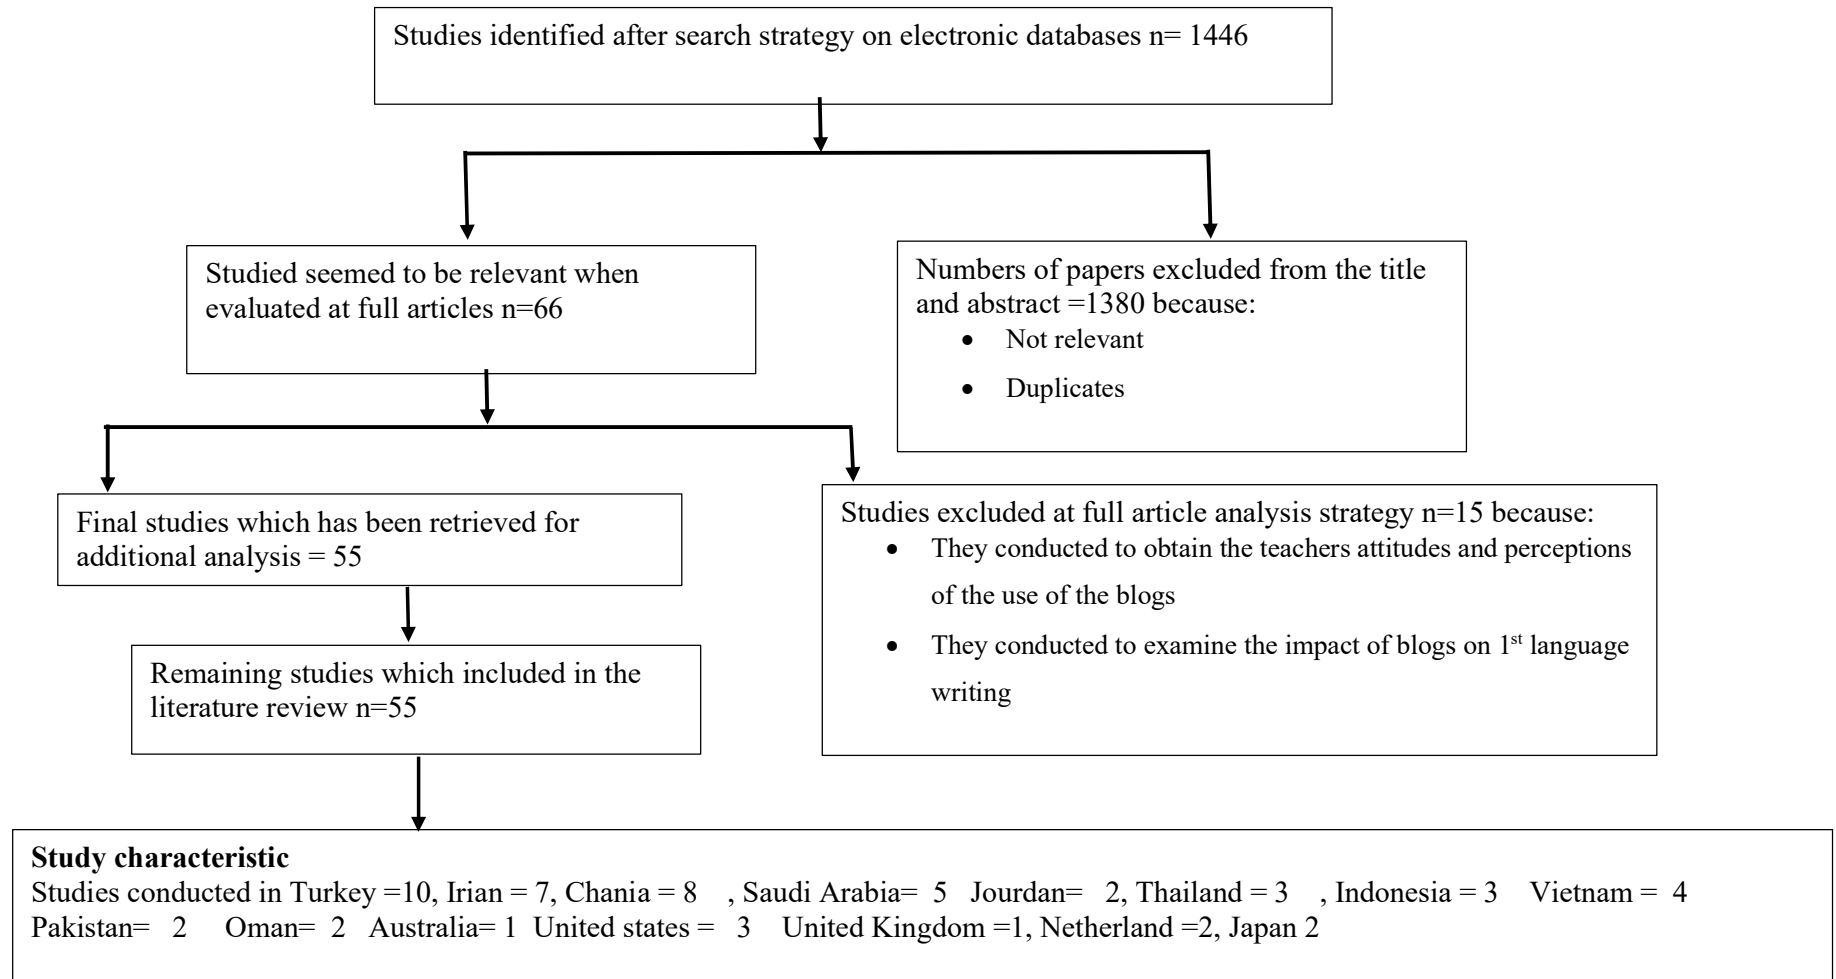 Studies identified after search strategy on electronic databases n= 1446
Studied seemed to be relevant when
evaluated at full articles n=66
Numbers of papers excluded from the title
and abstract =1380 because:
• Not relevant
• Duplicates
Final studies which has been retrieved for
additional analysis = 55
Studies excluded at full article analysis strategy n=15 because:
• They conducted to obtain the teachers attitudes and perceptions
of the use of the blogs
• They conducted to examine the impact of blogs on 1st language
writing
Remaining studies which included in the
literature review n=55
Study characteristic
Studies conducted in Turkey =10, Irian = 7, Chania = 8 , Saudi Arabia= 5 Jourdan= 2, Thailand = 3 , Indonesia = 3 Vietnam = 4
Pakistan= 2 Oman= 2 Australia= 1 United states = 3 United Kingdom =1, Netherland =2, Japan 2